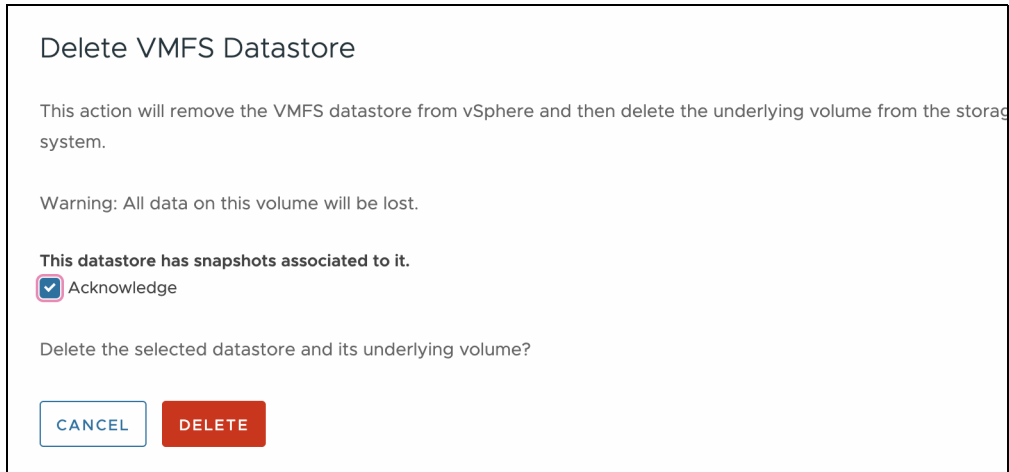 Delete VMFS Datastore
This action will remove the VMFS datastore from vSphere and then delete the underlying volume from the
system.
Warning: All data on this volume will be lost.
This datastore has snapshots associated to it.
Acknowledge
Delete the selected datastore and its underlying volume?
CANCEL
DELETE